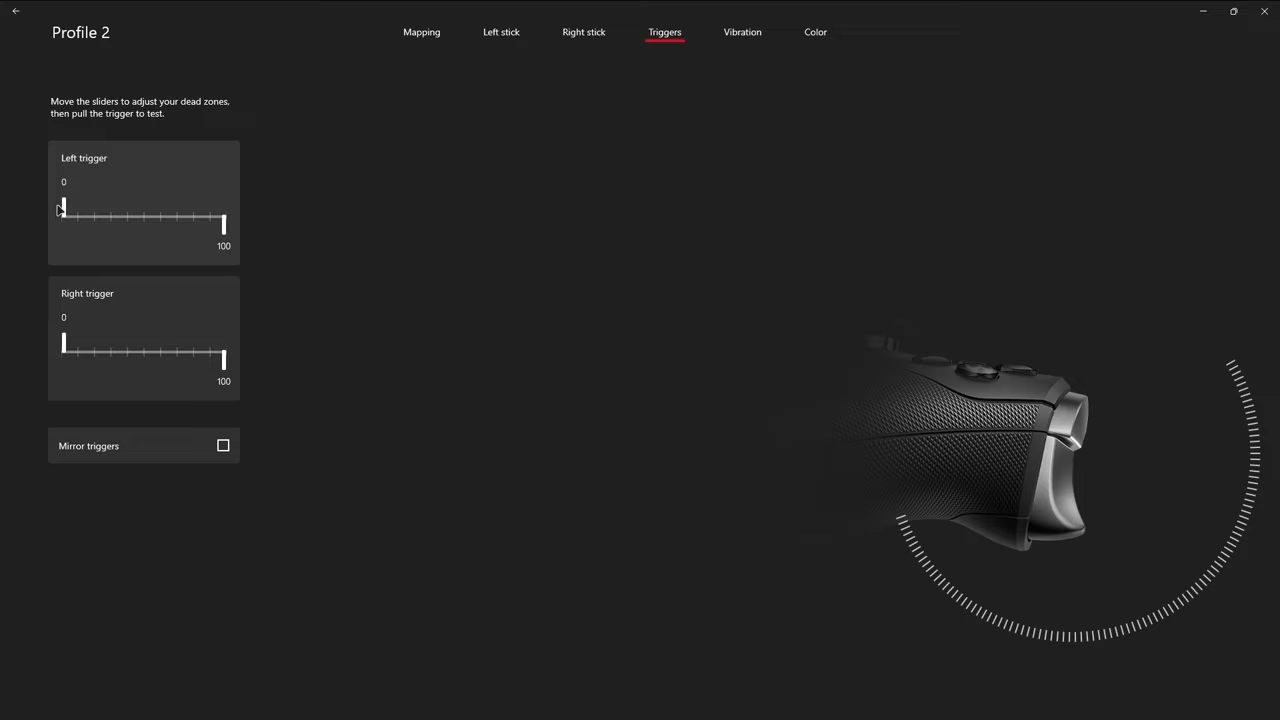 Profile 2
Mapping
Left stick
Right stick
Triggers
Vibration
Color
Move the sliders to adjust your dead zones,
then pull the trigger to test.
Left trigger
0
100
Right trigger
0
100
Mirror triggers